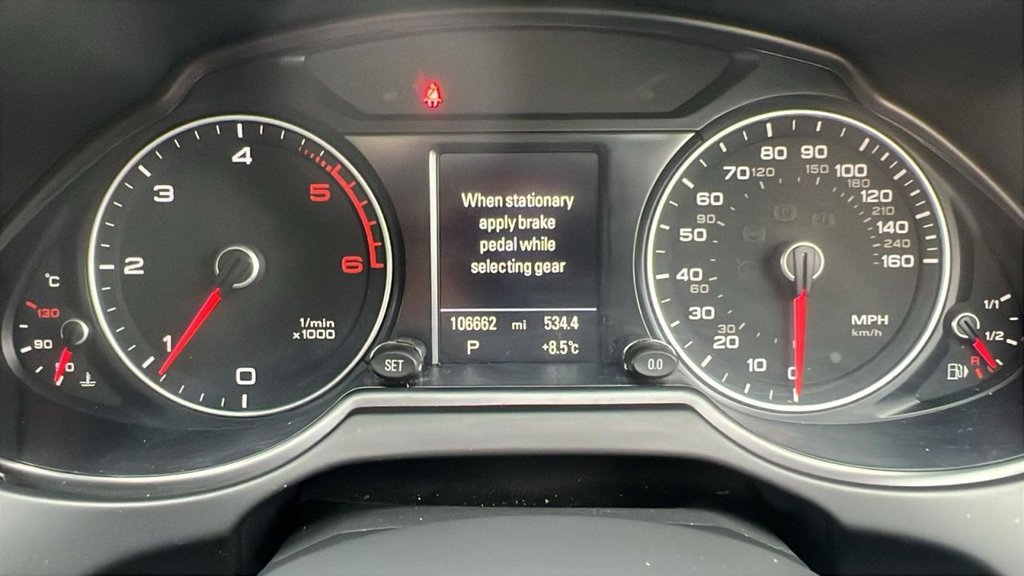 4
3
5
2
6
1
0
1/min
x1000
°C
130
90
SET
When stationary
apply brake
pedal while
selecting gear
106662 mi 534.4
P +8.5°C
0.0
80 90
70 120 150 100
160
60 120
90 210
50 140
240
40 160
60
30 MPH
km/h
30
20
10
0
1/1
1/2
R